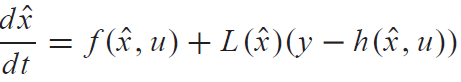 dx̂/dt = f(x̂, u) + L(x̂)(y − h(x̂, u))